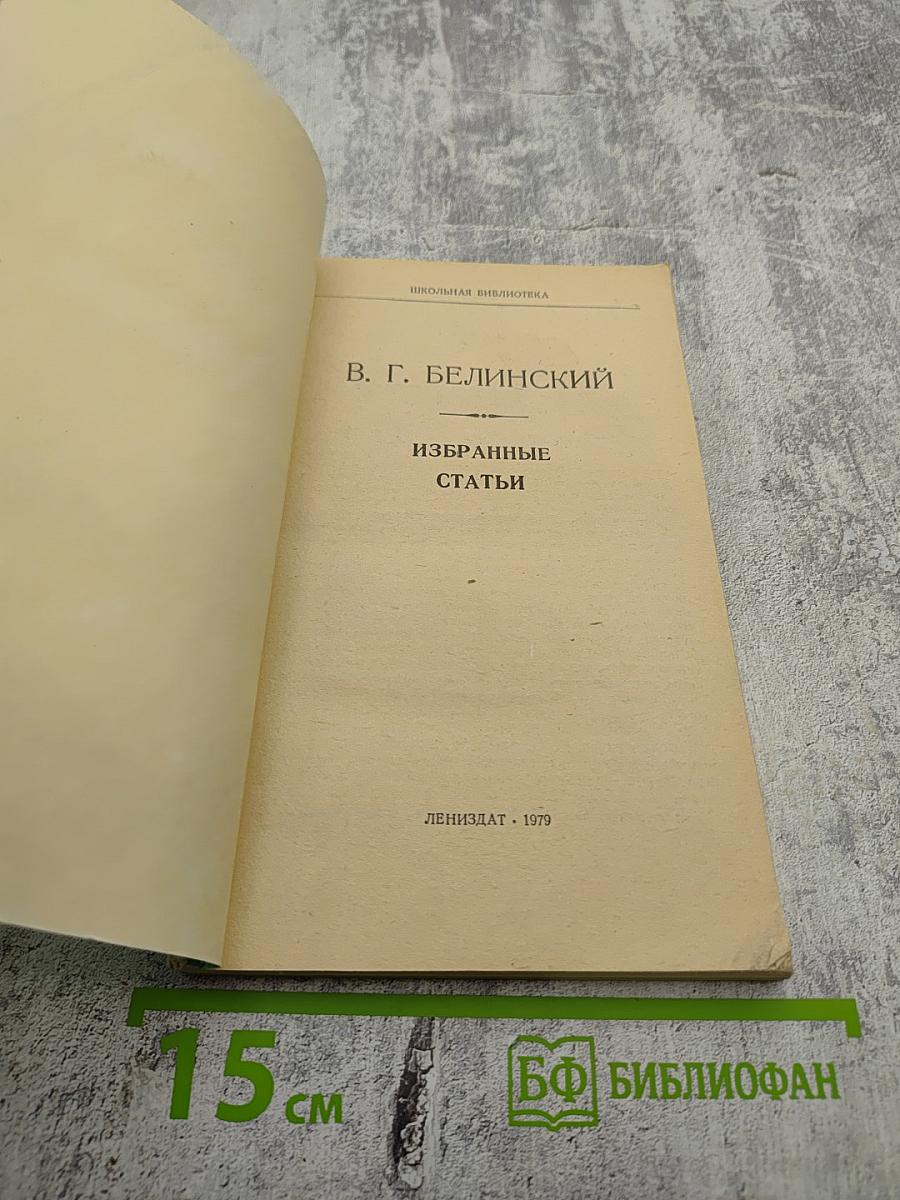 ШКОЛЬНАЯ БИБЛИОТЕКА
В. Г. БЕЛИНСКИЙ
ИЗБРАННЫЕ
СТАТЬИ
ЛЕНИЗДАТ • 1979
15 см
БФ БИБЛИОФАН